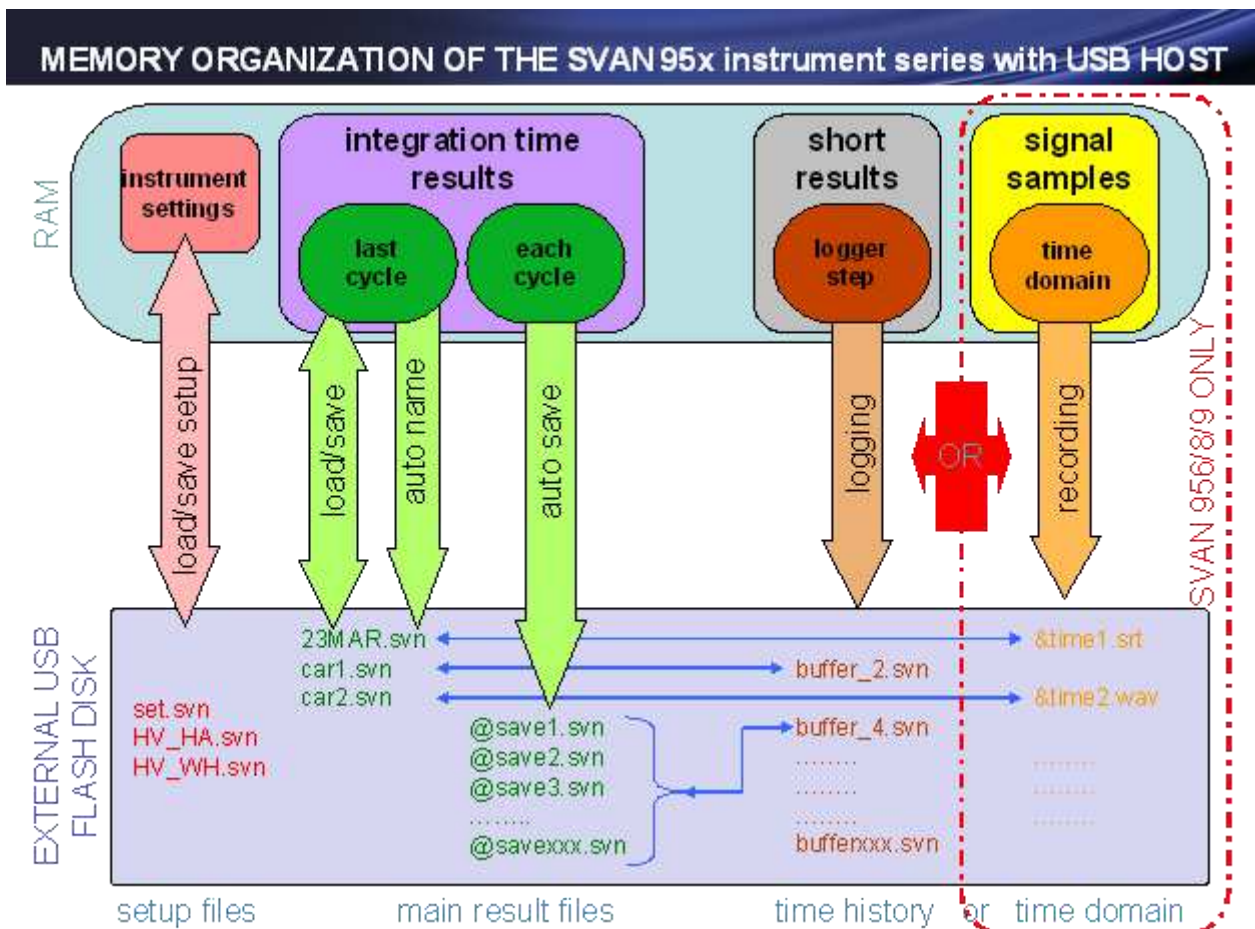 MEMORY ORGANIZATION OF THE SVAN 95x instrument series with USB HOST
RAM
instrument
settings
integration time
results
last
cycle
each
cycle
short
results
logger
step
signal
samples
time
domain
load/save setup
load/save
auto name
auto save
logging
OR
recording
SVAN 956/8/9 ONLY
EXTERNAL USB
FLASH DISK
set.svn
HV_HA.svn
HV_WH.svn
23MAR.svn
car1.svn
car2.svn
@save1.svn
@save2.svn
@save3.svn
........
@savexxx.svn
buffer_2.svn
buffer_4.svn
........
........
buffenxxx.svn
&time1.srt
&time2.wav
........
........
........
setup files
main result files
time history
or
time domain